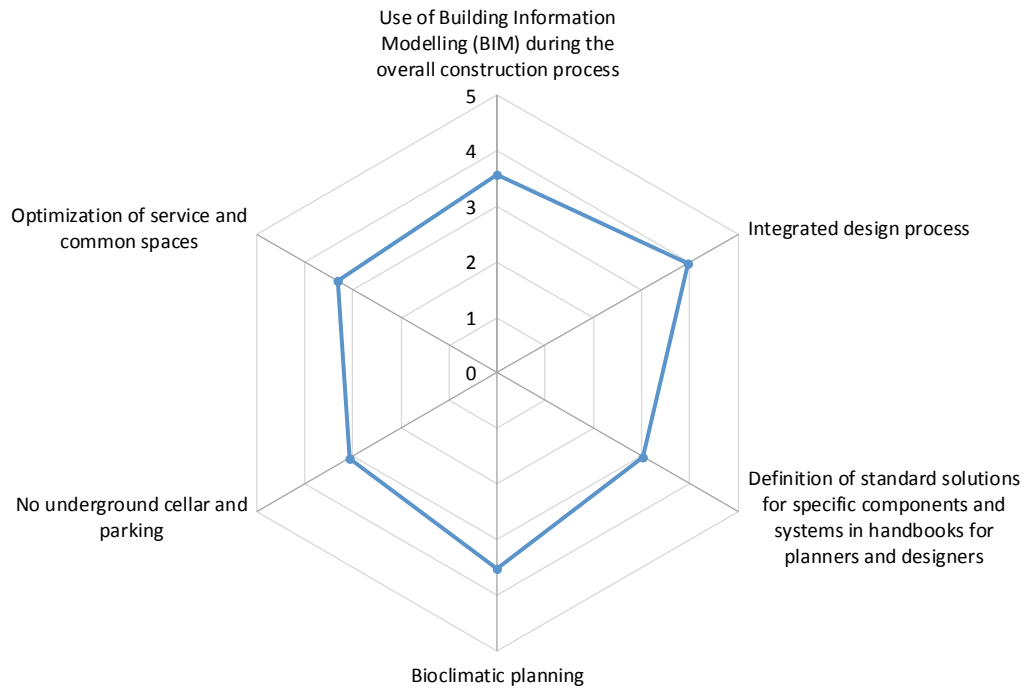 Use of Building Information
Modelling (BIM) during the
overall construction process
5
4
3
2
1
0
Integrated design process
Definition of standard solutions
for specific components and
systems in handbooks for
planners and designers
Bioclimatic planning
No underground cellar and
parking
Optimization of service and
common spaces